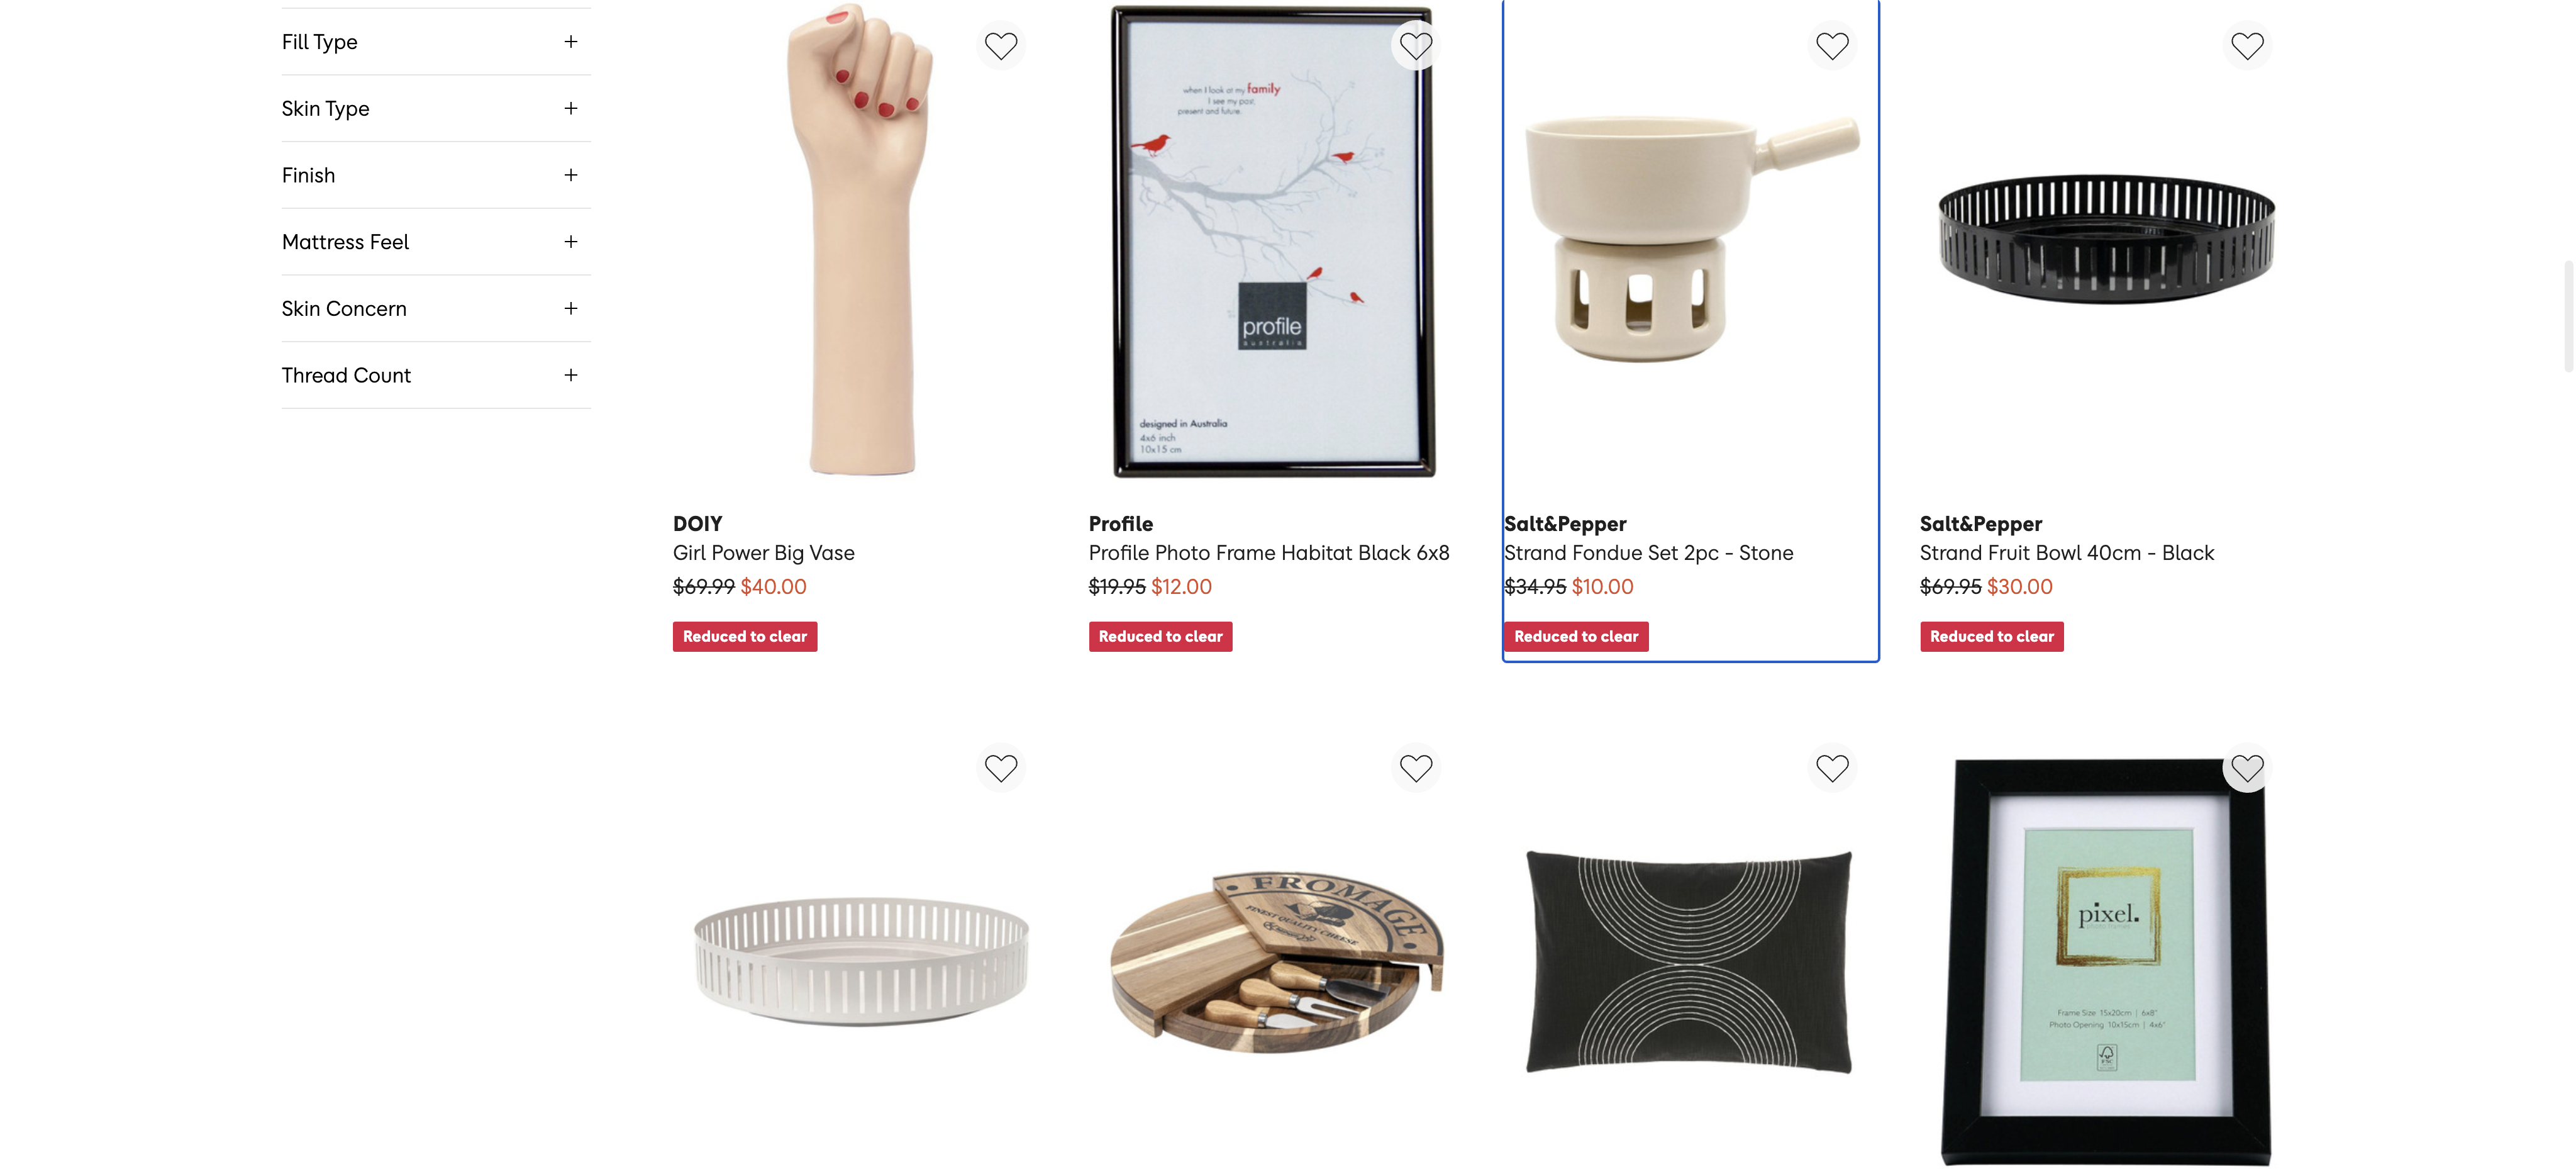 Fill Type
Skin Type
Finish
Mattress Feel
Skin Concern
Thread Count
when I look at my family
I see my past,
present and future.
profile
australia
designed in Australia
4x6 inch
10x15 cm
DOIY
Girl Power Big Vase
$69.99 $40.00
Reduced to clear
Profile
Profile Photo Frame Habitat Black 6x8
$19.95 $12.00
Reduced to clear
Salt&Pepper
Strand Fondue Set 2pc - Stone
$34.95 $10.00
Reduced to clear
Salt&Pepper
Strand Fruit Bowl 40cm - Black
$69.95 $30.00
Reduced to clear
FROMAGE
FINEST QUALITY CHEESE
pixel.
photo frames
Frame Size 15x20cm | 6x8"
Photo Opening 10x15cm | 4x6"